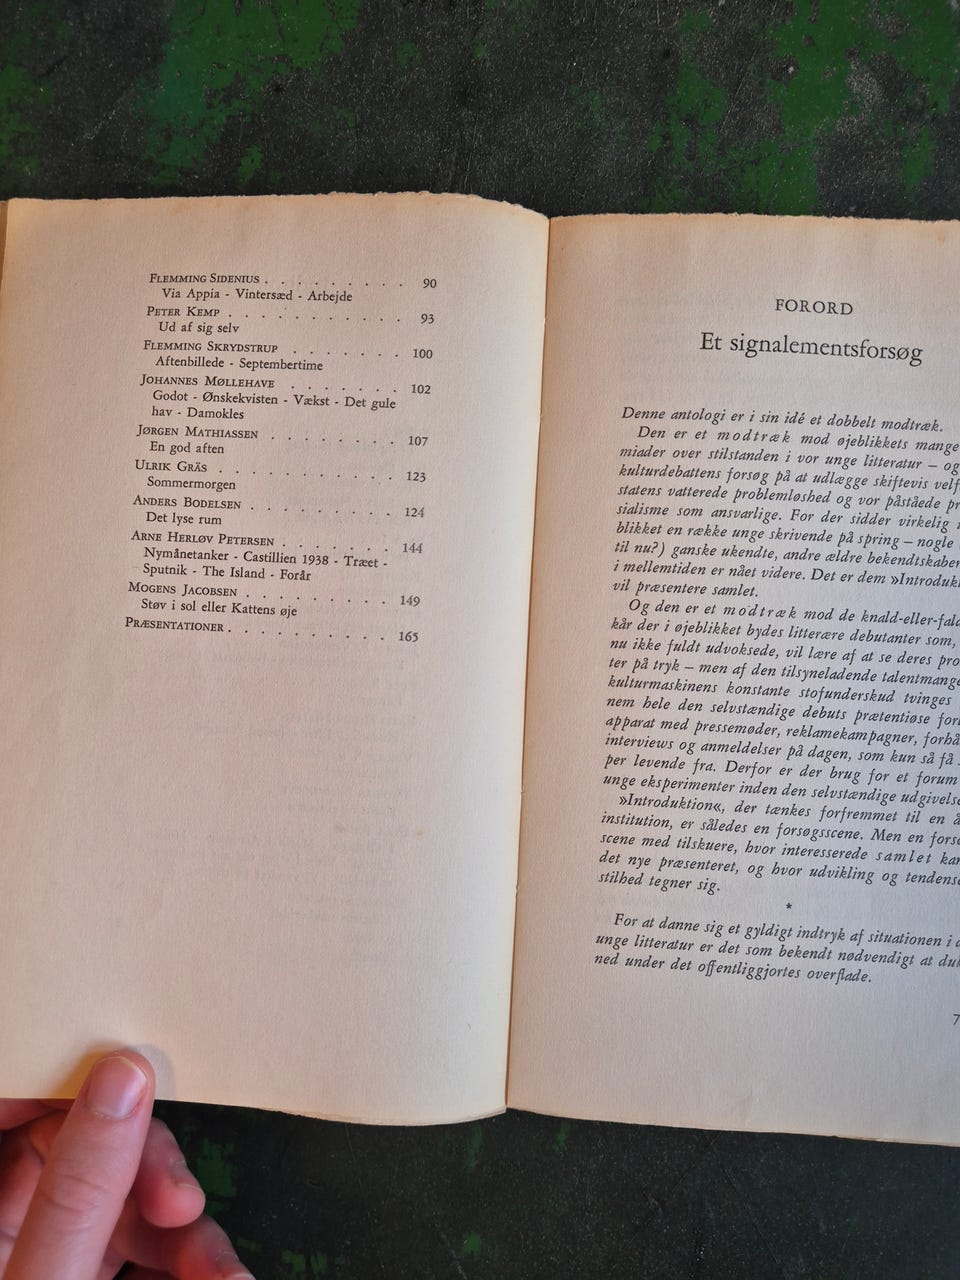 FLEMMING SIDENIUS . . . . . . . . . 90
Via Appia - Vintersæd - Arbejde
PETER KEMP . . . . . . . . . . . 93
Ud af sig selv
FLEMMING SKRYDSTRUP . . . . . . . 100
Aftenbillede - Septembertime
JOHANNES MØLLEHAVE . . . . . . . 102
Godot - Ønskekvisten - Vækst - Det gule
hav - Damokles
JØRGEN MATHIASSEN . . . . . . . . 107
En god aften
ULRIK GRÄS . . . . . . . . . . . 123
Sommermorgen
ANDERS BODELSEN . . . . . . . . . 124
Det lyse rum
ARNE HERLØV PETERSEN . . . . . . . 144
Nymånetanker - Castillien 1938 - Træet -
Sputnik - The Island - Forår
MOGENS JACOBSEN . . . . . . . . . 149
Støv i sol eller Kattens øje
PRÆSENTATIONER . . . . . . . . . . 165
FORORD
Et signalementsforsøg
Denne antologi er i sin idé et dobbelt modtræk.
Den er et modtræk mod øjeblikkets mange
miader over stilstanden i vor unge litteratur – og
kulturdebattens forsøg på at udlægge skiftevis velf
statens vatterede problemløshed og vor påståede pr
sialisme som ansvarlige. For der sidder virkelig i
blikket en række unge skrivende på spring – nogle
til nu?) ganske ukendte, andre ældre bekendtskaber
i mellemtiden er nået videre. Det er dem »Introduk
vil præsentere samlet.
Og den er et modtræk mod de knald-eller-fald
kår der i øjeblikket bydes litterære debutanter som,
nu ikke fuldt udvoksede, vil lære af at se deres pro
ter på tryk – men af den tilsyneladende talentmange
kulturmaskinens konstante stofunderskud tvinges
nem hele den selvstændige debuts prætentiøse for
apparat med pressemøder, reklamekampagner, forhå
interviews og anmeldelser på dagen, som kun så få
per levende fra. Derfor er der brug for et forum
unge eksperimenter inden den selvstændige udgivelse
»Introduktion«, der tænkes forfremmet til en å
institution, er således en forsøgsscene. Men en fors
scene med tilskuere, hvor interesserede samlet kan
det nye præsenteret, og hvor udvikling og tendense
stilhed tegner sig.
*
For at danne sig et gyldigt indtryk af situationen i d
unge litteratur er det som bekendt nødvendigt at duk
ned under det offentliggjortes overflade.
7